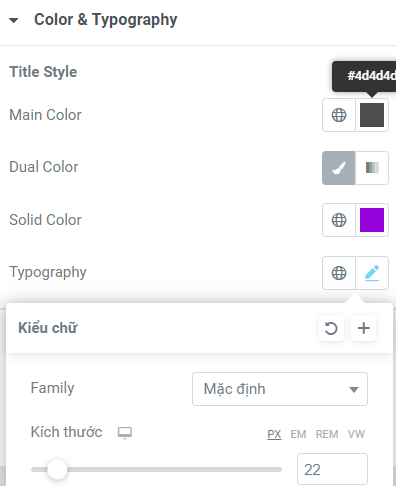 Color & Typography
Title Style
#4d4d4d
Main Color
Dual Color
Solid Color
Typography
Kiểu chữ
Family
Mặc định
Kích thước
PX EM REM VW
22